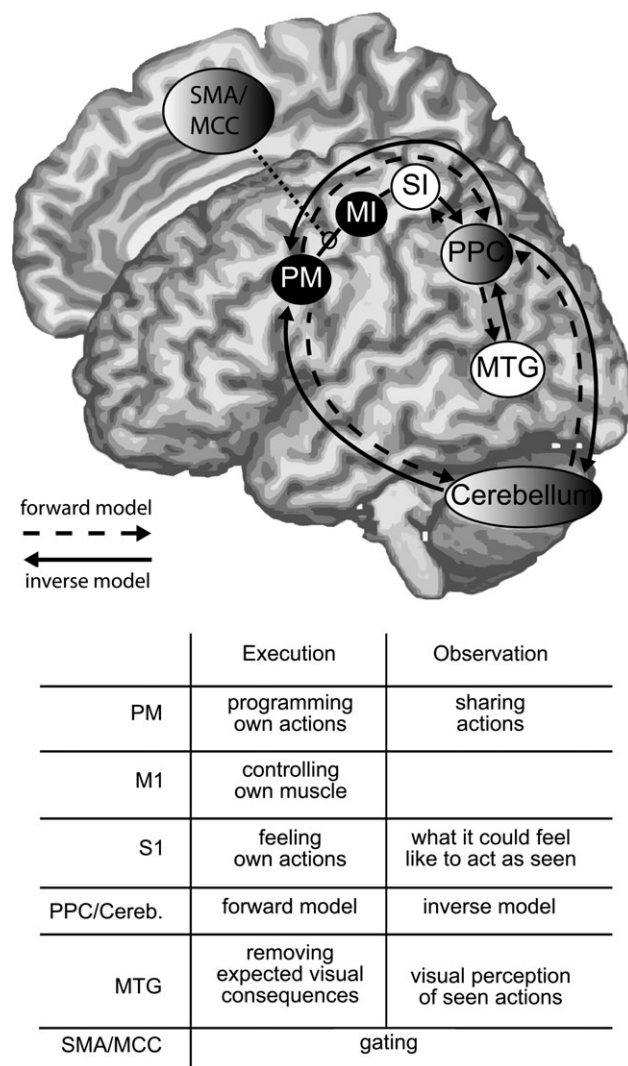 SMA/
MCC
SI
MI
PPC
PM
MTG
Cerebellum
forward model
inverse model
Execution Observation
PM programming own actions sharing actions
M1 controlling own muscle
S1 feeling own actions what it could feel like to act as seen
PPC/Cereb. forward model inverse model
MTG removing expected visual consequences visual perception of seen actions
SMA/MCC gating